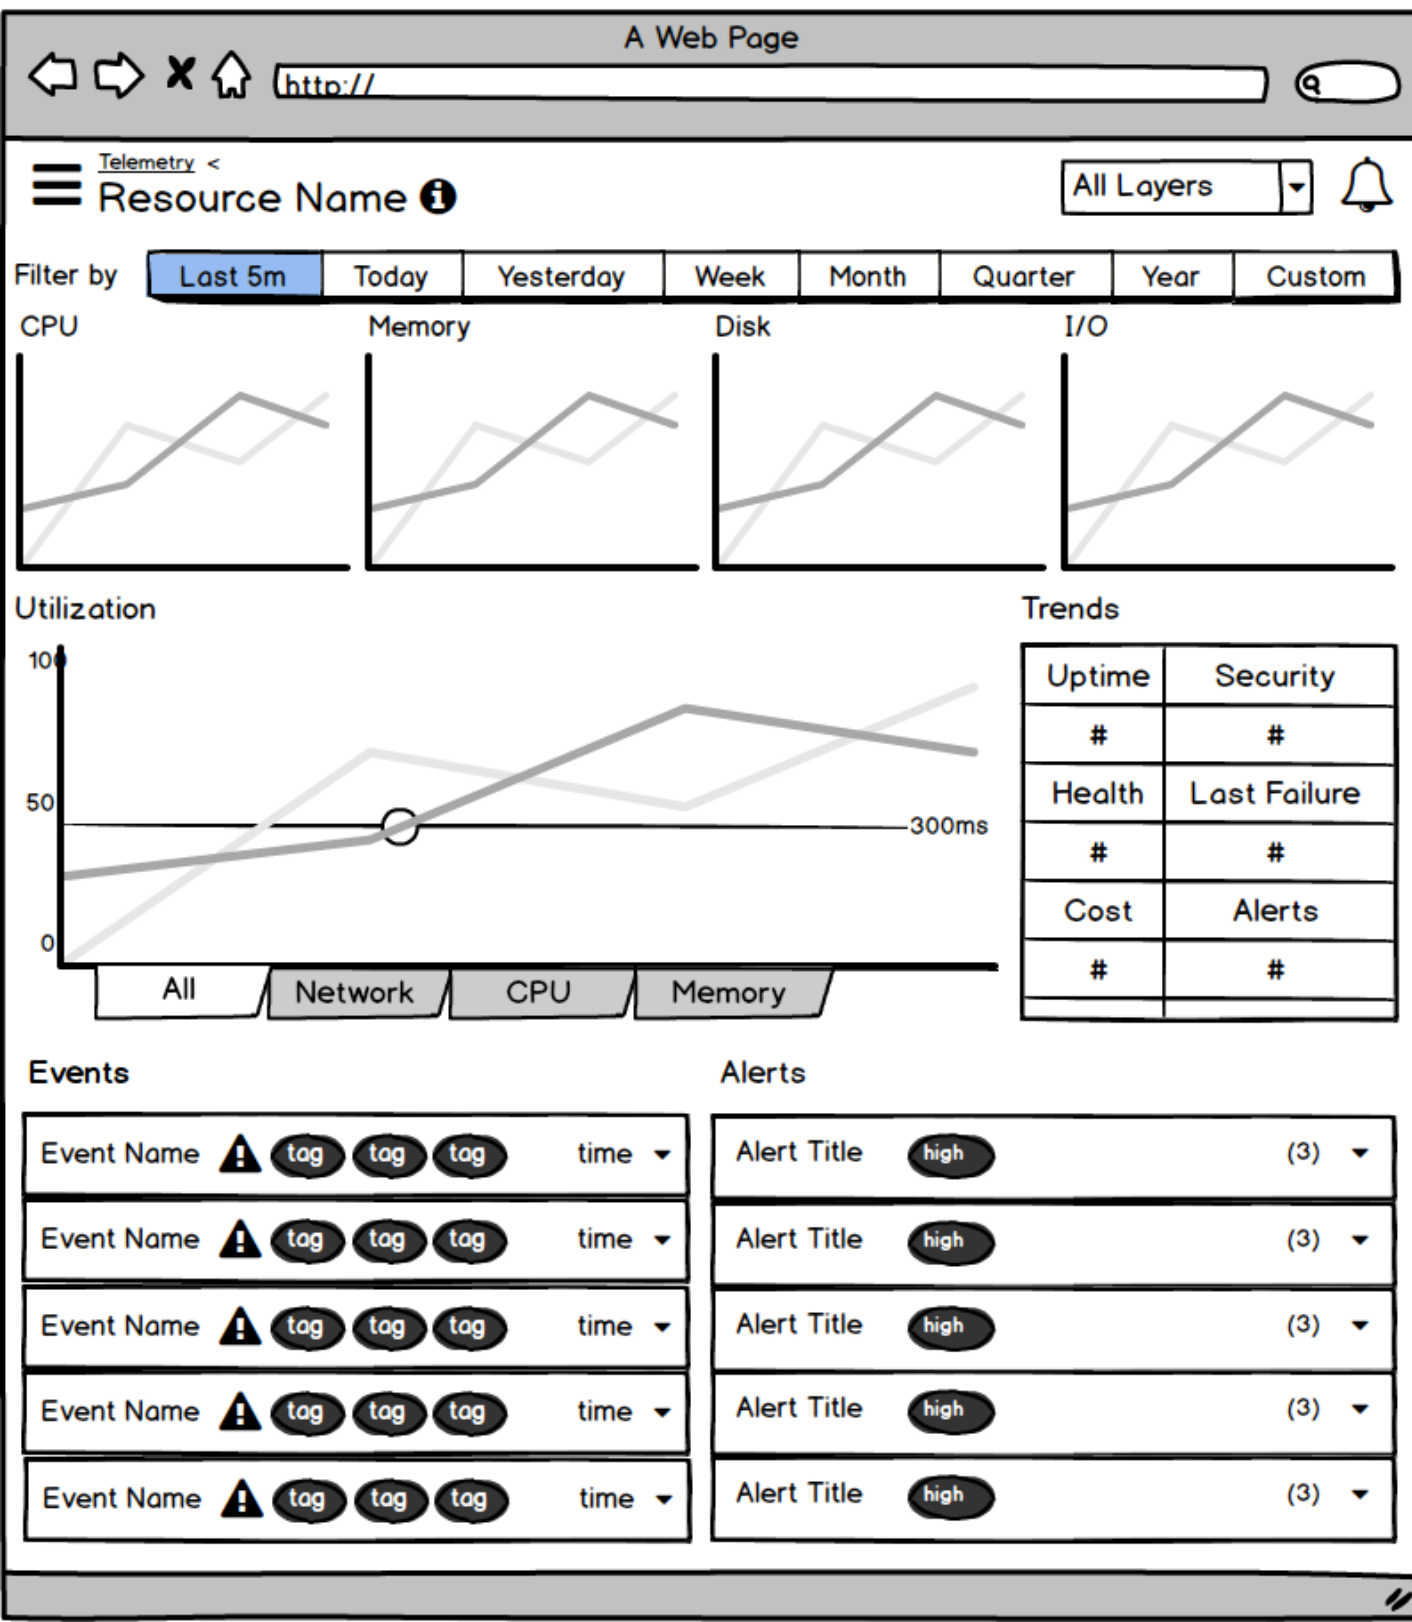 A Web Page
http://
Telemetry <
Resource Name
All Layers
Filter by Last 5m Today Yesterday Week Month Quarter Year Custom
CPU Memory Disk I/O
Utilization
100
50
0
300ms
All Network CPU Memory
Trends
Uptime Security
# #
Health Last Failure
# #
Cost Alerts
# #
Events
Event Name tag tag tag time
Event Name tag tag tag time
Event Name tag tag tag time
Event Name tag tag tag time
Event Name tag tag tag time
Alerts
Alert Title high (3)
Alert Title high (3)
Alert Title high (3)
Alert Title high (3)
Alert Title high (3)